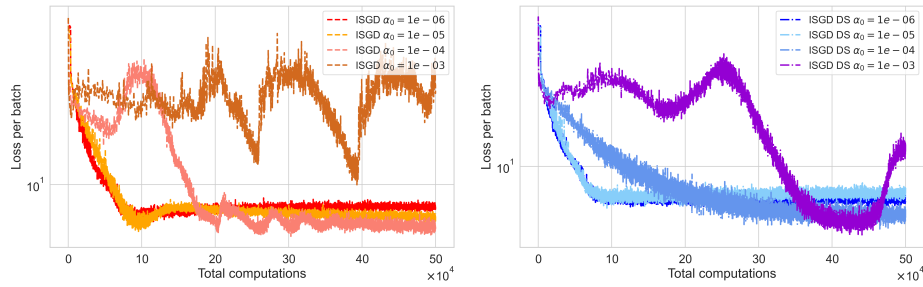 ISGD α₀ = 1e − 06
ISGD α₀ = 1e − 05
ISGD α₀ = 1e − 04
ISGD α₀ = 1e − 03
Loss per batch
10¹
0 10 20 30 40 50
Total computations
×10⁴
ISGD DS α₀ = 1e − 06
ISGD DS α₀ = 1e − 05
ISGD DS α₀ = 1e − 04
ISGD DS α₀ = 1e − 03
Loss per batch
10¹
0 10 20 30 40 50
Total computations
×10⁴